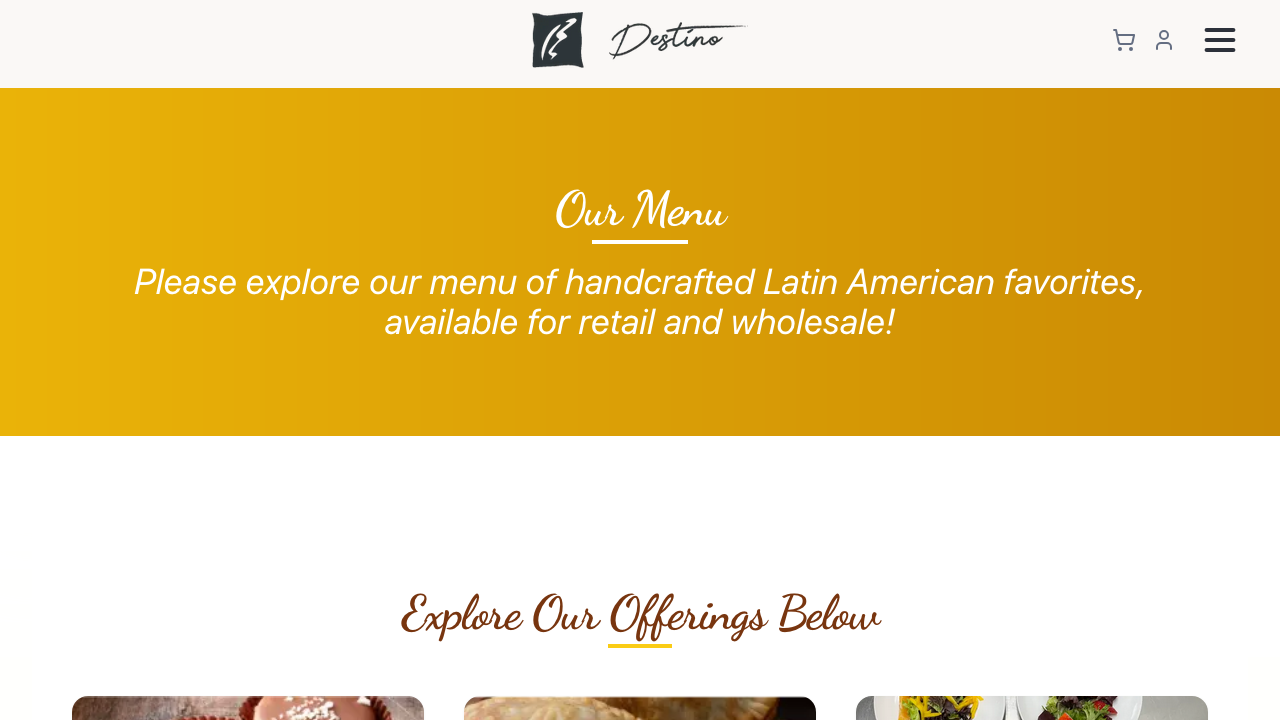 Destino
Our Menu
Please explore our menu of handcrafted Latin American favorites,
available for retail and wholesale!
Explore Our Offerings Below